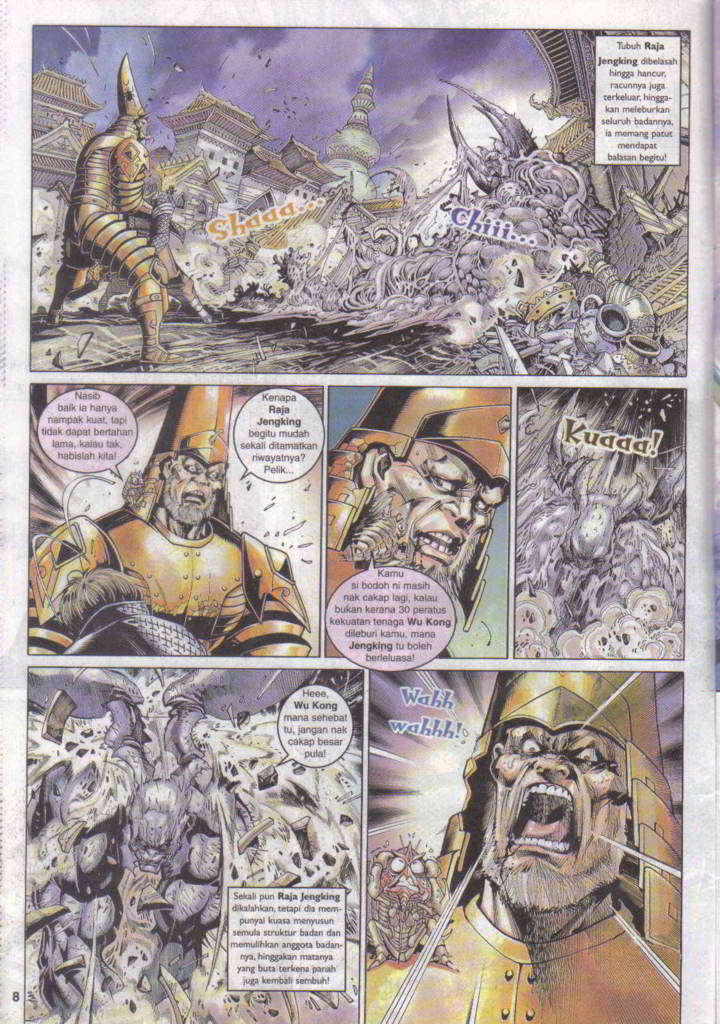 Tubuh Raja
Jengking dibelasah
hingga hancur,
racunnya juga
terkeluar, hingga-
kan meleburkan
seluruh badannya,
ia memang patut
mendapat
balasan begitu!
Shaaa...
Chiii...
Nasib
baik ia hanya
nampak kuat, tapi
tidak dapat bertahan
lama, kalau tak,
habislah kita!
Kenapa
Raja
Jengking
begitu mudah
sekali ditamatkan
riwayatnya?
Pelik...
Kamu
si bodoh ni masih
nak cakap lagi, kalau
bukan kerana 30 peratus
kekuatan tenaga Wu Kong
dileburi kamu, mana
Jengking tu boleh
berleluasa!
Kuaaa!
Heee,
Wu Kong
mana sehebat
tu, jangan nak
cakap besar
pula!
Sekali pun Raja Jengking
dikalahkan, tetapi dia mem-
punyai kuasa menyusun
semula struktur badan dan
memulihkan anggota badan-
nya, hinggakan matanya
yang buta terkena parah
juga kembali sembuh!
Wahh
wahhh!
8